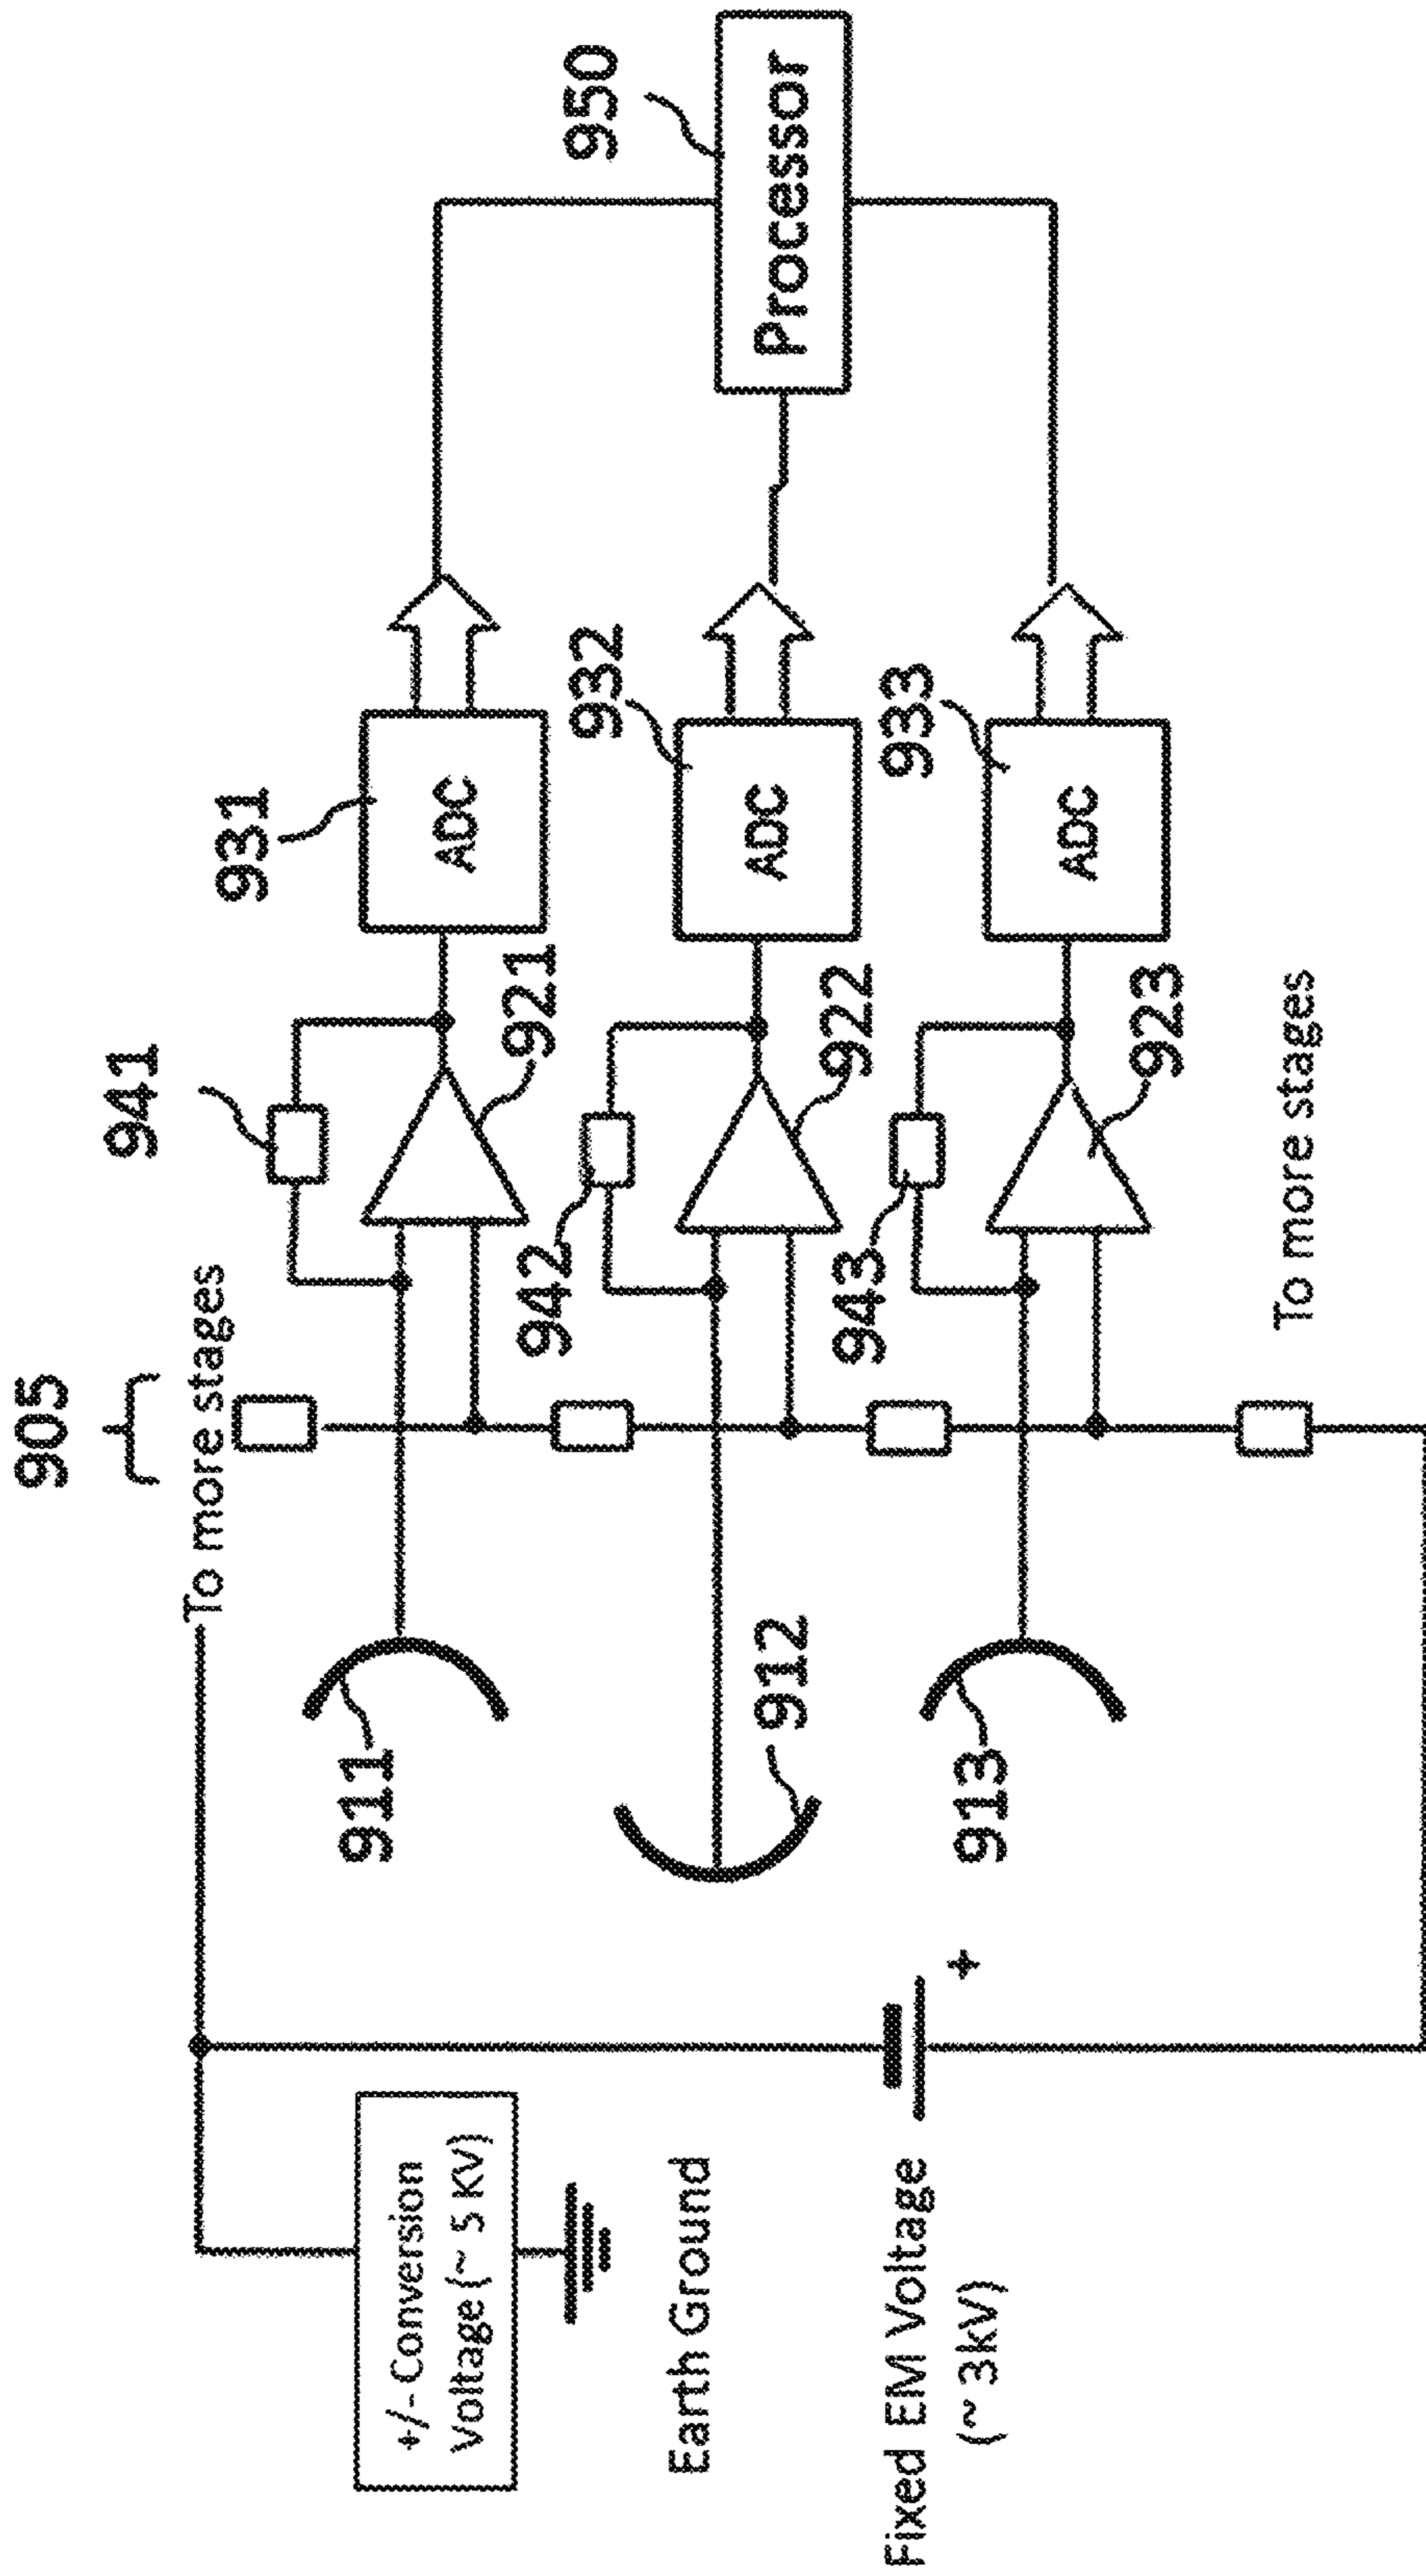 905
To more stages
941
931
950
Processor
911
921
ADC
932
942
912
922
ADC
933
943
913
923
ADC
To more stages
+/- Conversion
Voltage (~ 5 KV)
Earth Ground
Fixed EM Voltage
(~ 3kV)
+